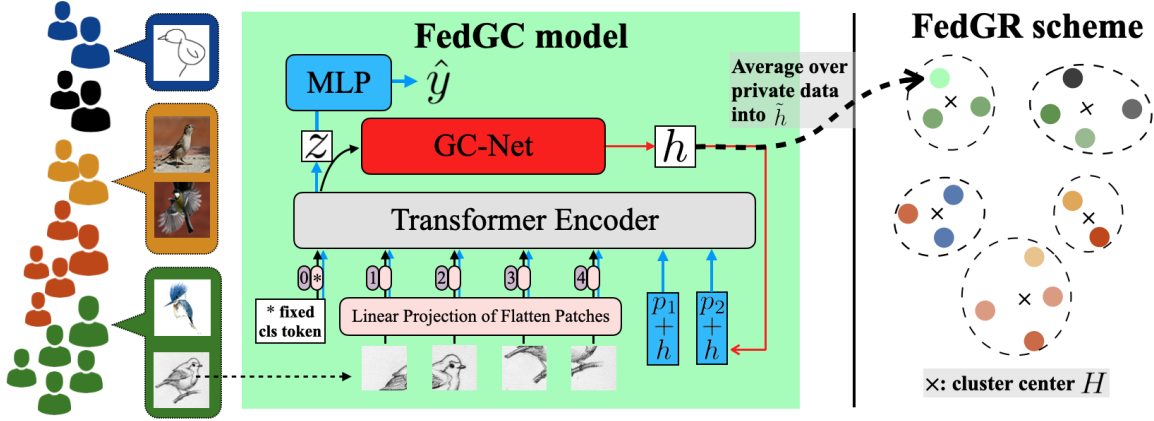 FedGC model
FedGR scheme
MLP
ŷ
Average over
private data
into h̃
z
GC-Net
h
Transformer Encoder
0 * 1 2 3 4
* fixed
cls token
Linear Projection of Flatten Patches
p₁ + h
p₂ + h
×: cluster center H